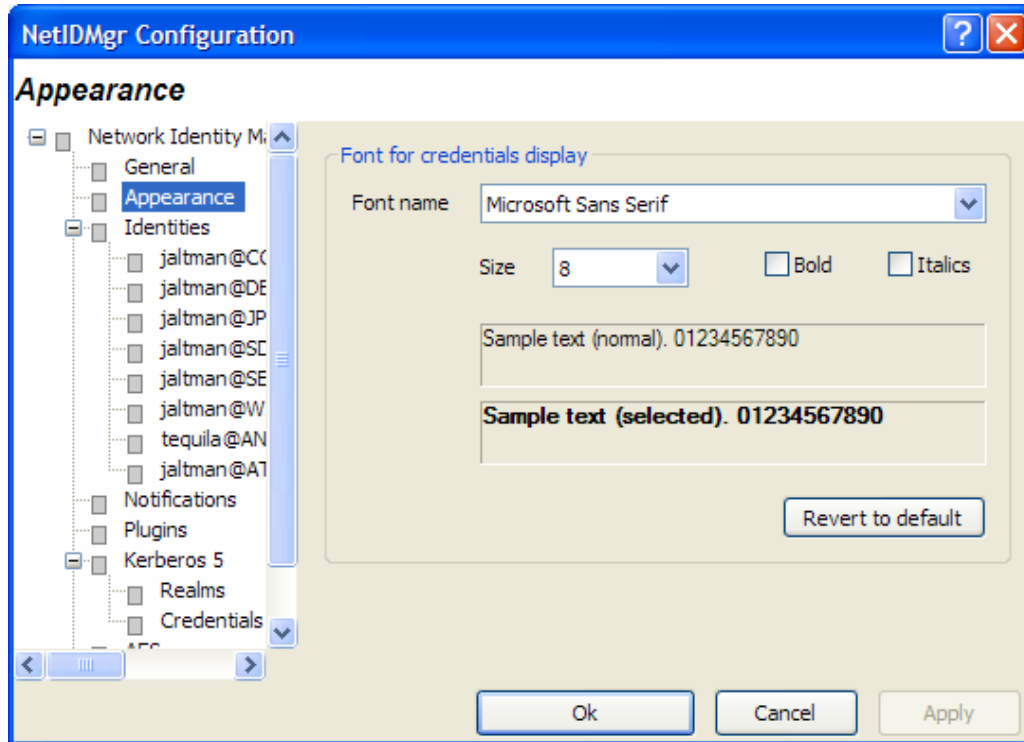 NetIDMgr Configuration
Appearance
Network Identity M
General
Appearance
Identities
jaltman@CC
jaltman@DE
jaltman@JP
jaltman@SD
jaltman@SE
jaltman@W
tequila@AN
jaltman@AT
Notifications
Plugins
Kerberos 5
Realms
Credentials
Font for credentials display
Font name Microsoft Sans Serif
Size 8 Bold Italics
Sample text (normal). 01234567890
Sample text (selected). 01234567890
Revert to default
Ok Cancel Apply